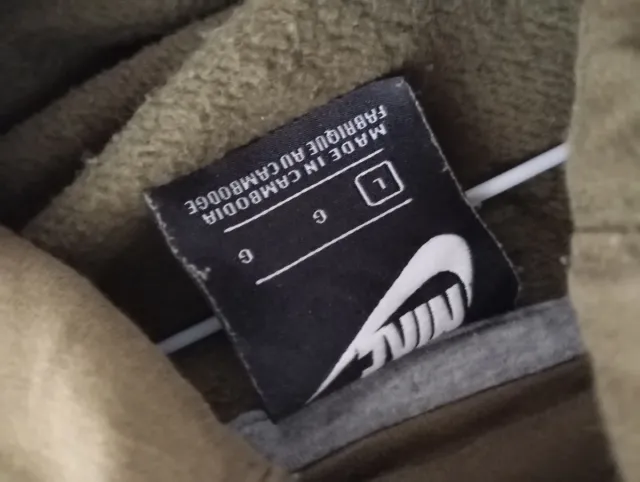 NIKE
L G G
MADE IN CAMBODIA
FABRIQUE AU CAMBODGE